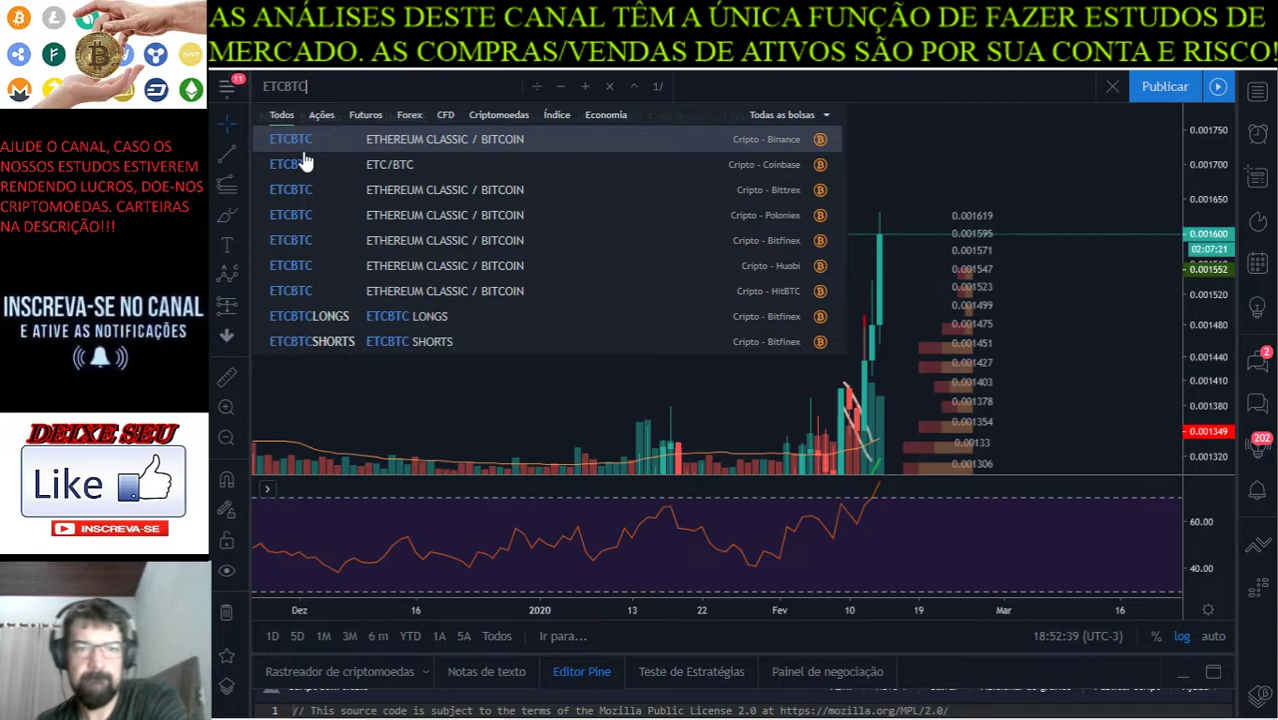 AS ANÁLISES DESTE CANAL TÊM A ÚNICA FUNÇÃO DE FAZER ESTUDOS DE
MERCADO. AS COMPRAS/VENDAS DE ATIVOS SÃO POR SUA CONTA E RISCO!
11
ETCBTC
1/
Publicar
Todos Ações Futuros Forex CFD Criptomoedas Índice Economia Todas as bolsas
ETCBTC ETHEREUM CLASSIC / BITCOIN Cripto - Binance
ETCB ETC/BTC Cripto - Coinbase
ETCBTC ETHEREUM CLASSIC / BITCOIN Cripto - Bittrex
ETCBTC ETHEREUM CLASSIC / BITCOIN Cripto - Poloniex
ETCBTC ETHEREUM CLASSIC / BITCOIN Cripto - Bitfinex
ETCBTC ETHEREUM CLASSIC / BITCOIN Cripto - Huobi
ETCBTC ETHEREUM CLASSIC / BITCOIN Cripto - HitBTC
ETCBTCLONGS ETCBTC LONGS Cripto - Bitfinex
ETCBTCSHORTS ETCBTC SHORTS Cripto - Bitfinex
AJUDE O CANAL, CASO OS
NOSSOS ESTUDOS ESTIVEREM
RENDENDO LUCROS, DOE-NOS
CRIPTOMOEDAS. CARTEIRAS
NA DESCRIÇÃO!!!
INSCREVA-SE NO CANAL
E ATIVE AS NOTIFICAÇÕES
DEIXE SEU
Like
INSCREVA-SE
0.001619
0.001595
0.001571
0.001547
0.001523
0.001499
0.001475
0.001451
0.001427
0.001403
0.001378
0.001354
0.00133
0.001306
0.001750
0.001700
0.001650
0.001600
02:07:21
0.001552
0.001520
0.001480
0.001440
0.001410
0.001380
0.001349
0.001320
60.00
40.00
2
202
Dez 16 2020 13 22 Fev 10 19 Mar 16
1D 5D 1M 3M 6 m YTD 1A 5A Todos Ir para... 18:52:39 (UTC-3) % log auto
Rastreador de criptomoedas Notas de texto Editor Pine Teste de Estratégias Painel de negociação
1 // This source code is subject to the terms of the Mozilla Public License 2.0 at https://mozilla.org/MPL/2.0/